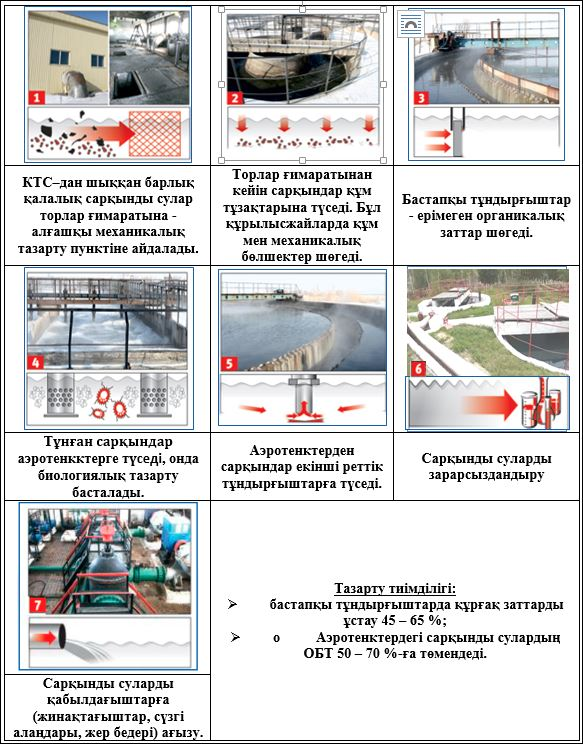 1
2
3
КТС–дан шыққан барлық
қалалық сарқынды сулар
торлар ғимаратына -
алғашқы механикалық
тазарту пунктіне айдалады.
Торлар ғимаратынан
кейін сарқындар құм
тұзақтарына түседі. Бұл
құрылысжайларда құм
мен механикалық
бөлшектер шөгеді.
Бастапқы тұндырғыштар
- ерімеген органикалық
заттар шөгеді.
4
5
6
Тұнған сарқындар
аэротенкктерге түседі, онда
биологиялық тазарту
басталады.
Аэротенктерден
сарқындар екінші реттік
тұндырғыштарға түседі.
Сарқынды суларды
зарарсыздандыру
7
Сарқынды суларды
қабылдағыштарға
(жинақтағыштар, сүзгі
алаңдары, жер бедері) ағызу.
Тазарту тиімділігі:
➢ бастапқы тұндырғыштарда құрғақ заттарды
ұстау 45 – 65 %;
➢ о Аэротенктердегі сарқынды сулардың
ОБТ 50 – 70 %-ға төмендеді.